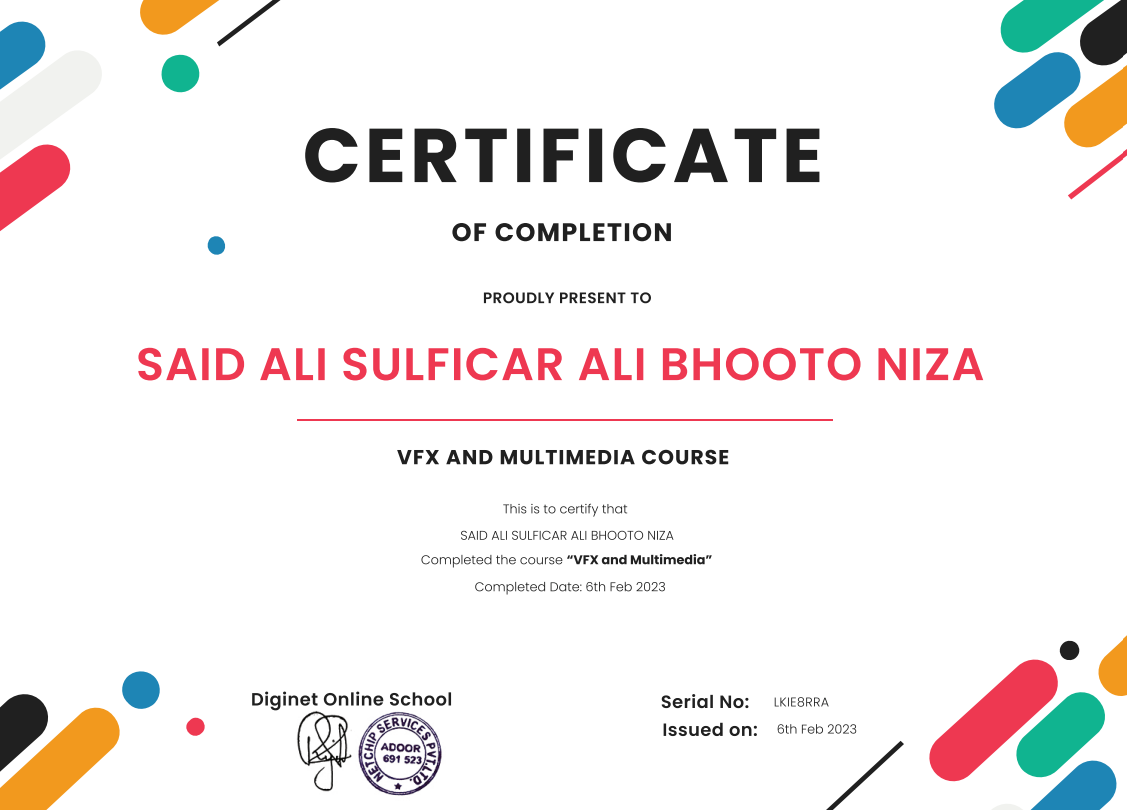 CERTIFICATE
OF COMPLETION
PROUDLY PRESENT TO
SAID ALI SULFICAR ALI BHOOTO NIZA
VFX AND MULTIMEDIA COURSE
This is to certify that
SAID ALI SULFICAR ALI BHOOTO NIZA
Completed the course “VFX and Multimedia”
Completed Date: 6th Feb 2023
Diginet Online School
NETCHIP SERVICES PVT.LTD.
ADOOR
691 523
Serial No: LKIE8RRA
Issued on: 6th Feb 2023